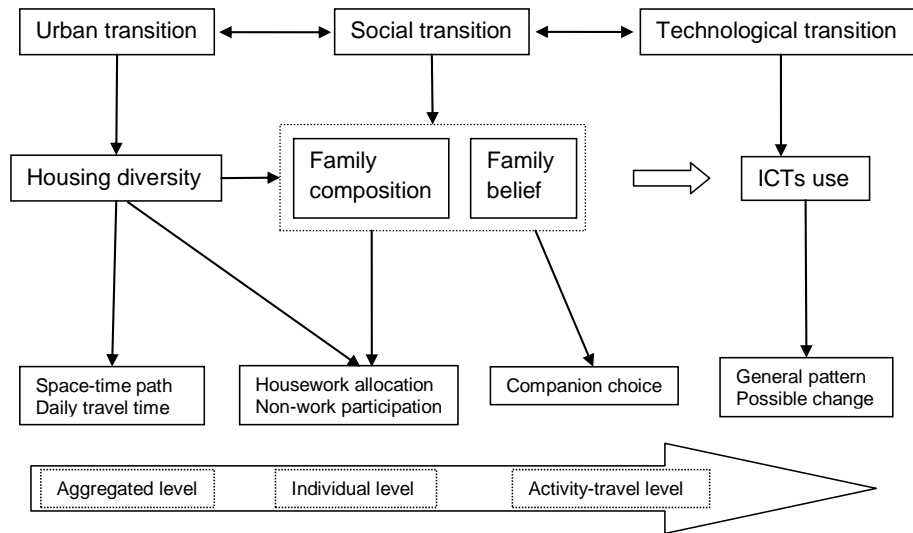 Urban transition
Social transition
Technological transition
Housing diversity
Family
composition
Family
belief
ICTs use
Space-time path
Daily travel time
Housework allocation
Non-work participation
Companion choice
General pattern
Possible change
Aggregated level
Individual level
Activity-travel level